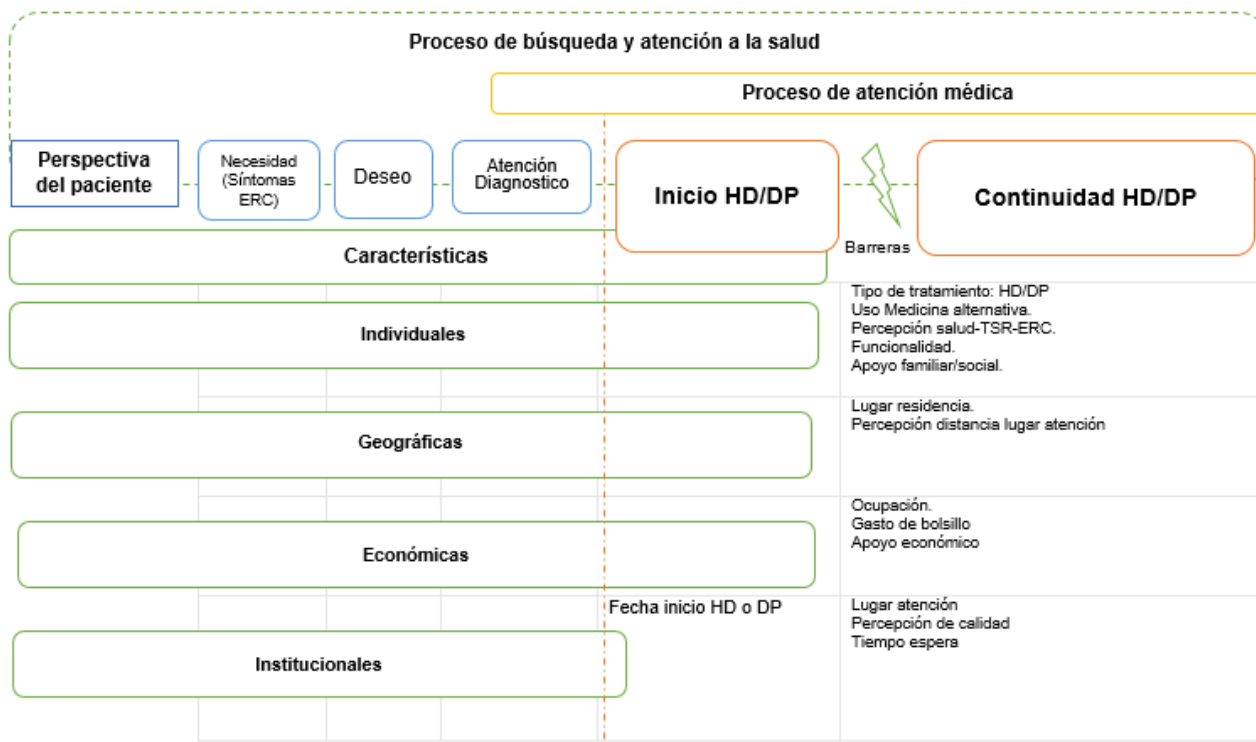 Proceso de búsqueda y atención a la salud
Proceso de atención médica
Perspectiva
del paciente
Necesidad
(Síntomas
ERC)
Deseo
Atención
Diagnostico
Inicio HD/DP
Barreras
Continuidad HD/DP
Características
Individuales
Tipo de tratamiento: HD/DP
Uso Medicina alternativa.
Percepción salud-TSR-ERC.
Funcionalidad.
Apoyo familiar/social.
Geográficas
Lugar residencia.
Percepción distancia lugar atención
Económicas
Ocupación.
Gasto de bolsillo
Apoyo económico
Institucionales
Fecha inicio HD o DP
Lugar atención
Percepción de calidad
Tiempo espera